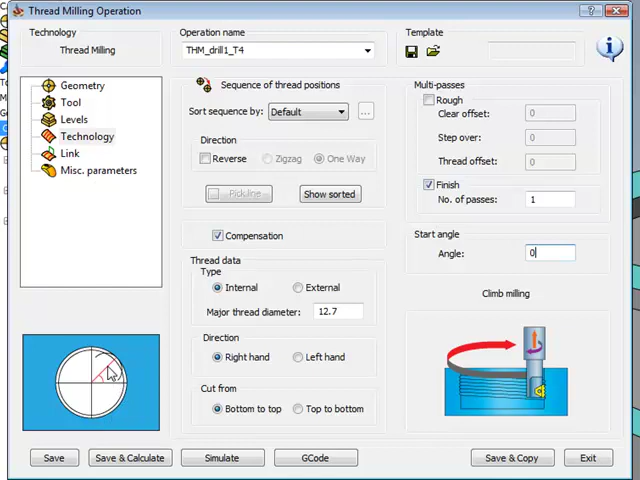 Thread Milling Operation
Technology
Thread Milling
Operation name
THM_drill1_T4
Template
Geometry
Tool
Levels
Technology
Link
Misc. parameters
Sequence of thread positions
Sort sequence by:
Default
...
Direction
Reverse
Zigzag
One Way
Pick line
Show sorted
Compensation
Thread data
Type
Internal
External
Major thread diameter:
12.7
Direction
Right hand
Left hand
Cut from
Bottom to top
Top to bottom
Multi-passes
Rough
Clear offset:
0
Step over:
0
Thread offset:
0
Finish
No. of passes:
1
Start angle
Angle:
0
Climb milling
Save
Save & Calculate
Simulate
GCode
Save & Copy
Exit